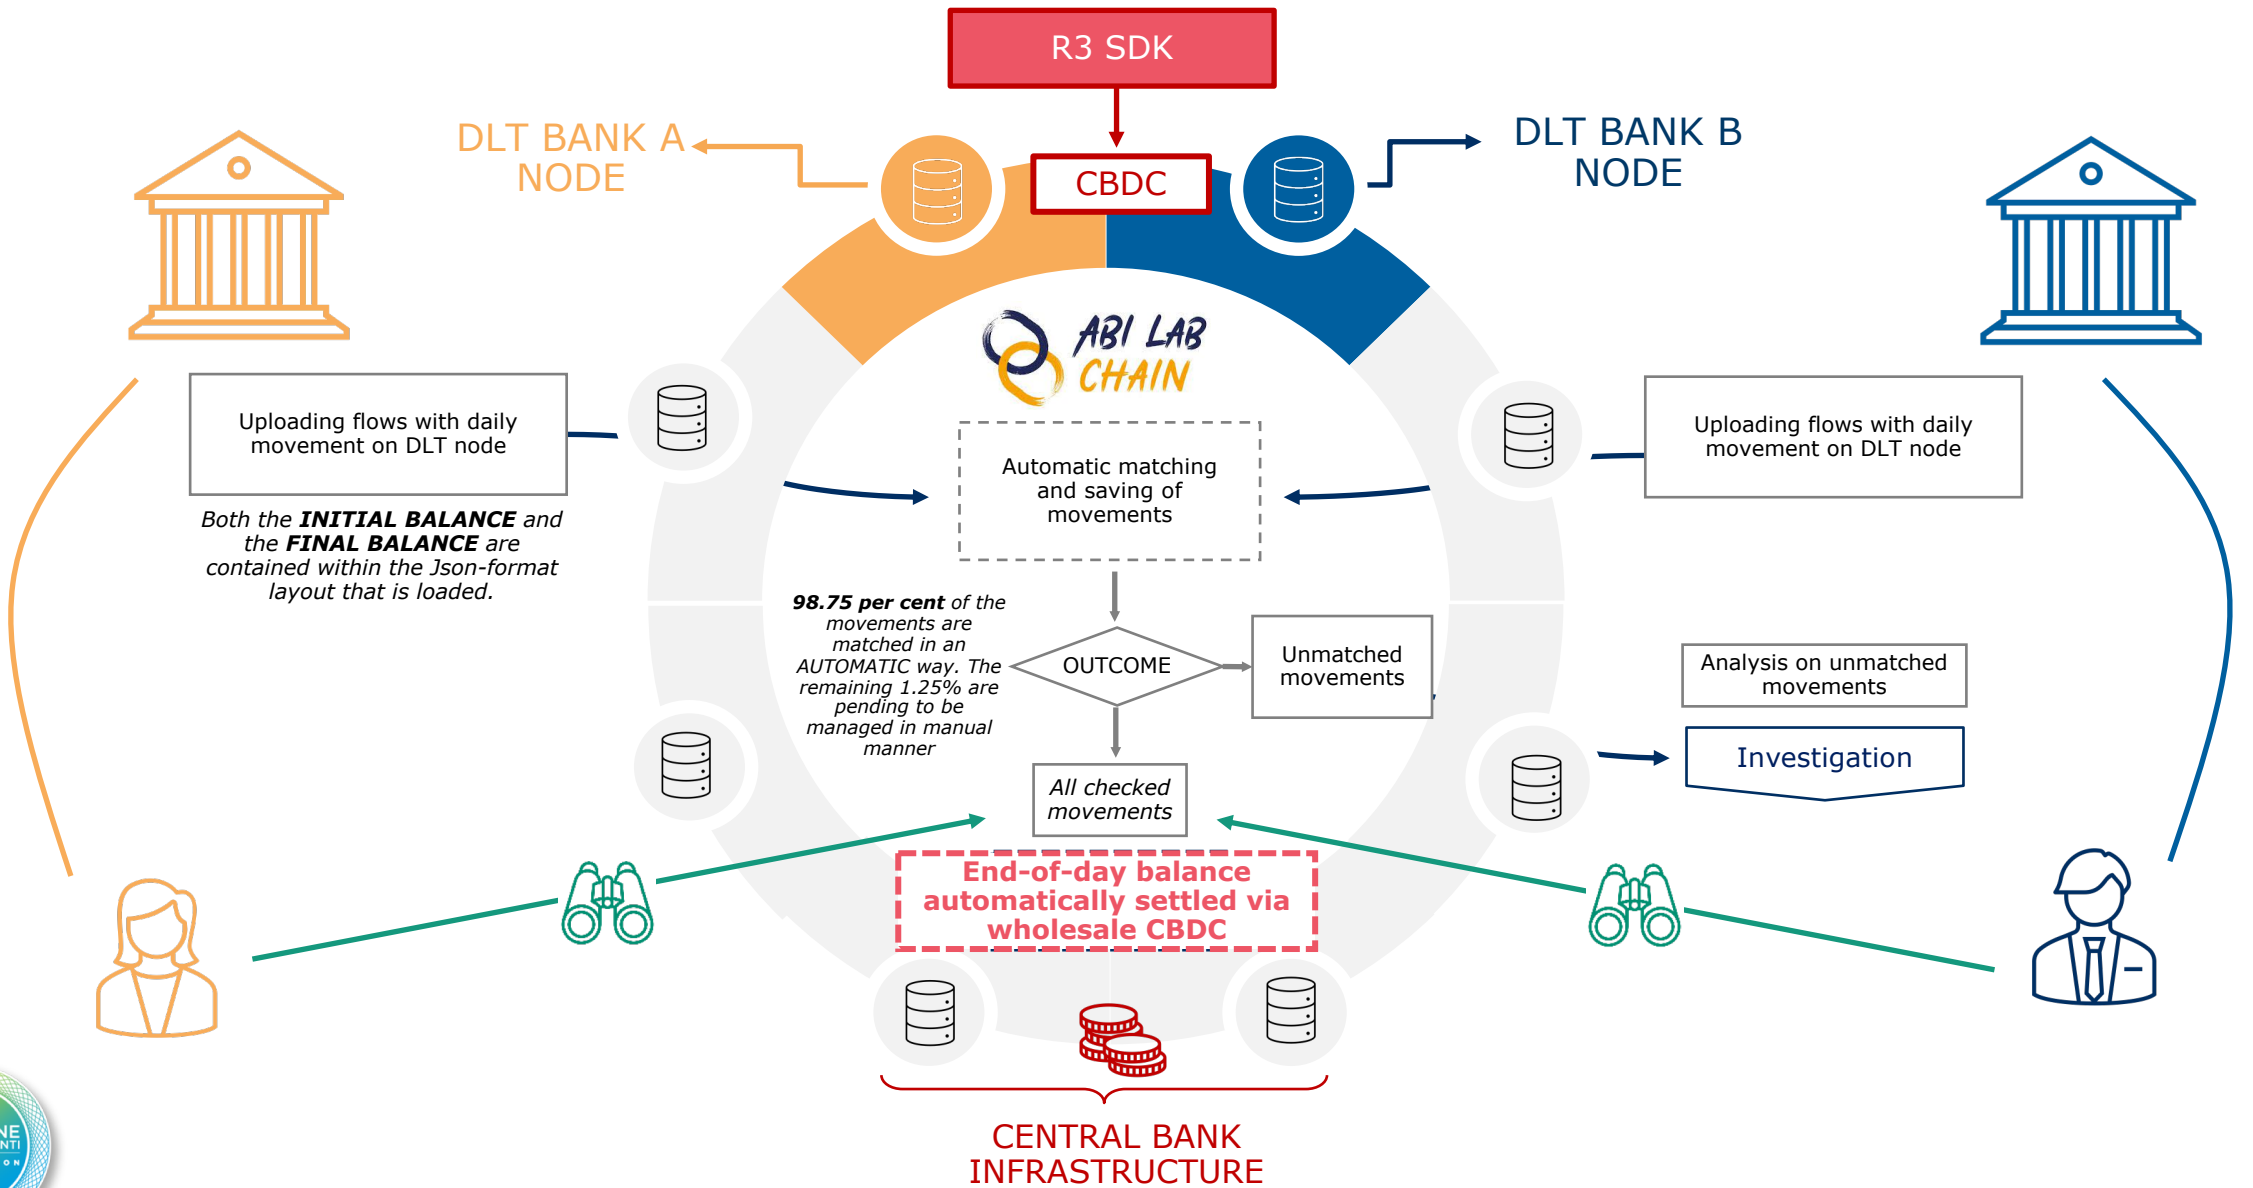 R3 SDK
DLT BANK A
NODE
CBDC
DLT BANK B
NODE
ABI LAB
CHAIN
Uploading flows with daily
movement on DLT node
Both the INITIAL BALANCE and
the FINAL BALANCE are
contained within the Json-format
layout that is loaded.
Automatic matching
and saving of
movements
Uploading flows with daily
movement on DLT node
98.75 per cent of the
movements are
matched in an
AUTOMATIC way. The
remaining 1.25% are
pending to be
managed in manual
manner
OUTCOME
Unmatched
movements
Analysis on unmatched
movements
Investigation
All checked
movements
End-of-day balance
automatically settled via
wholesale CBDC
CENTRAL BANK
INFRASTRUCTURE